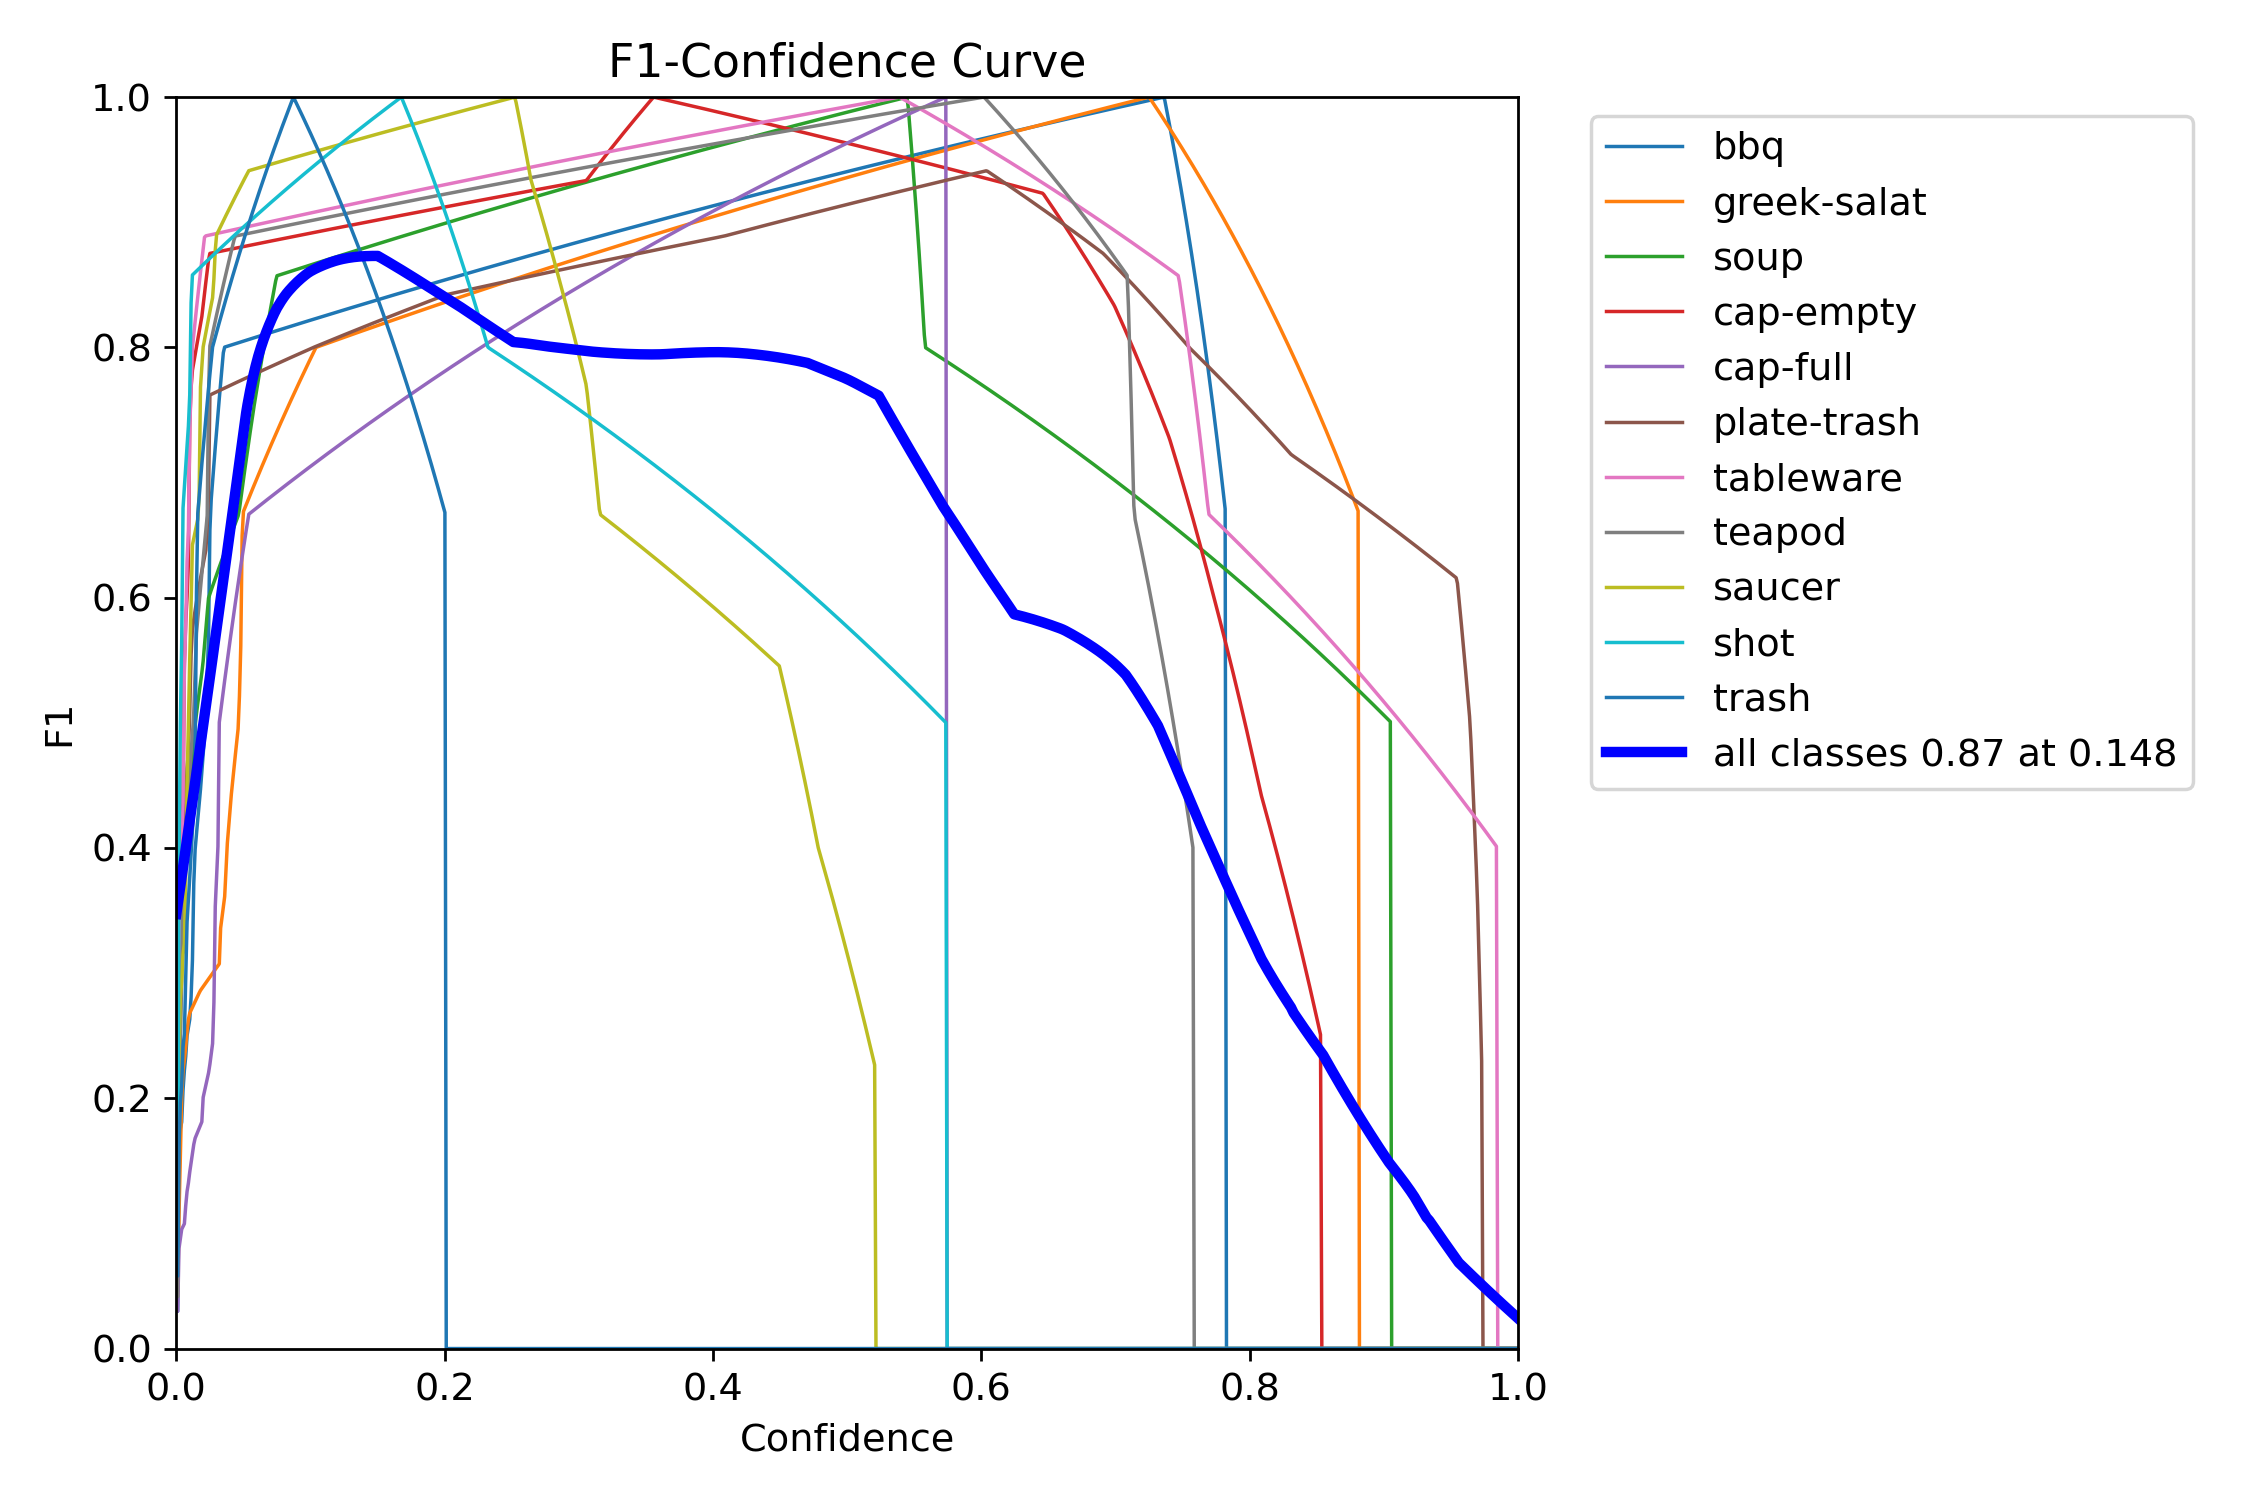 F1-Confidence Curve
1.0
0.8
0.6
0.4
0.2
0.0
F1
0.0 0.2 0.4 0.6 0.8 1.0
Confidence
bbq
greek-salat
soup
cap-empty
cap-full
plate-trash
tableware
teapod
saucer
shot
trash
all classes 0.87 at 0.148